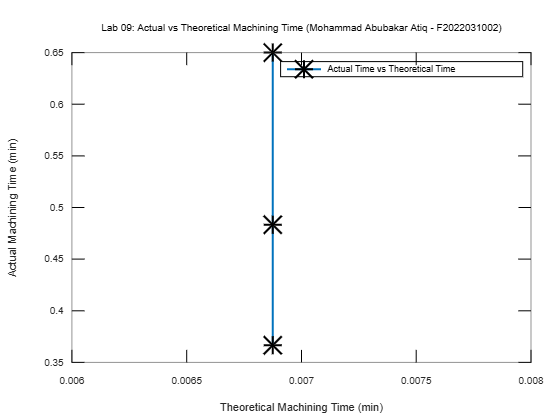 Lab 09: Actual vs Theoretical Machining Time (Mohammad Abubakar Atiq - F2022031002)
0.65
Actual Time vs Theoretical Time
0.6
0.55
Actual Machining Time (min)
0.5
0.45
0.4
0.35
0.006 0.0065 0.007 0.0075 0.008
Theoretical Machining Time (min)